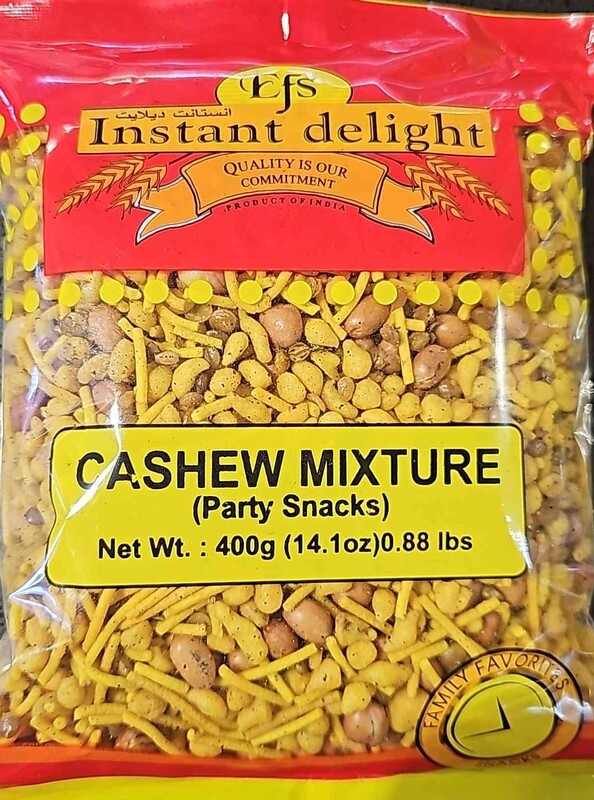 Efs
انستانت ديلايت
Instant delight
QUALITY IS OUR
COMMITMENT
PRODUCT OF INDIA
CASHEW MIXTURE
(Party Snacks)
Net Wt. : 400g (14.1oz)0.88 lbs
FAMILY FAVORITES
SNACKS